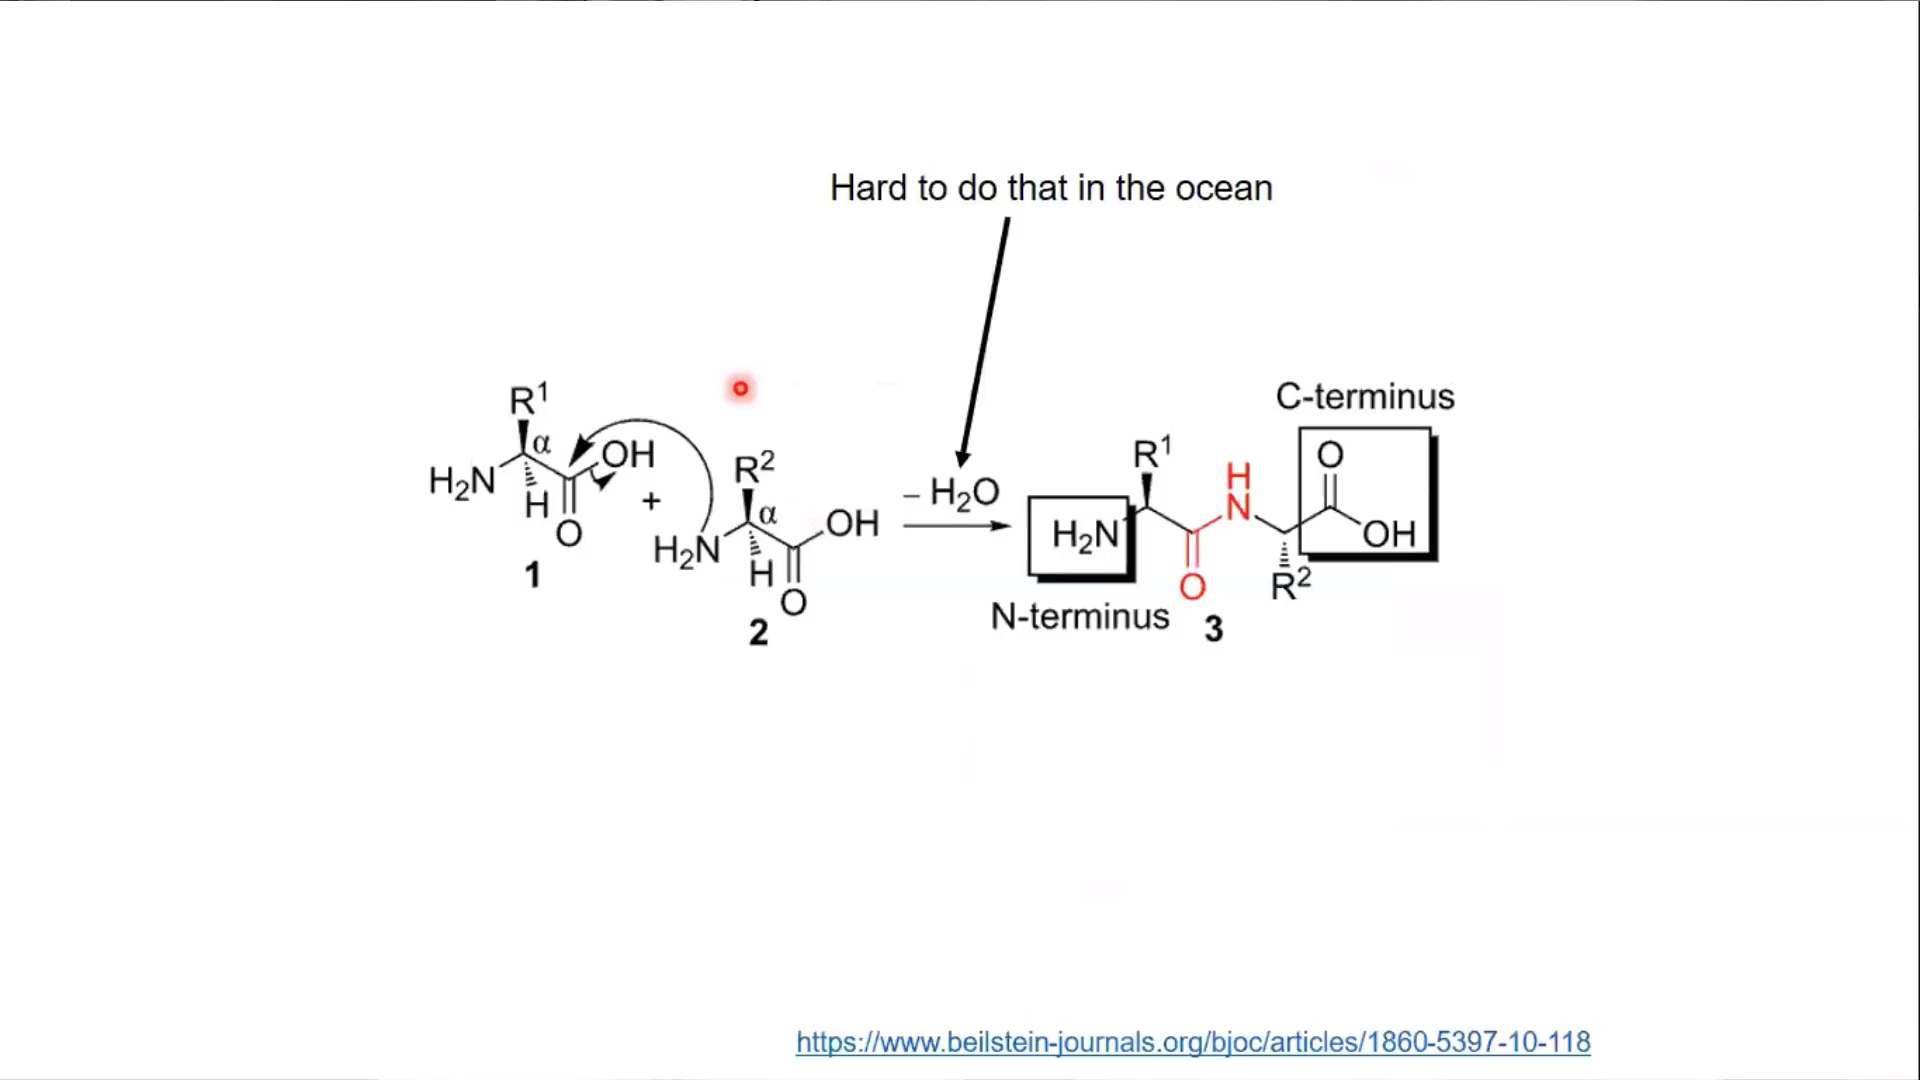 Hard to do that in the ocean
R¹ α OH H₂N H O
+
1
R² α OH H₂N H O
2
– H₂O
C-terminus
R¹ H N O OH
H₂N O R²
N-terminus 3
https://www.beilstein-journals.org/bjoc/articles/1860-5397-10-118